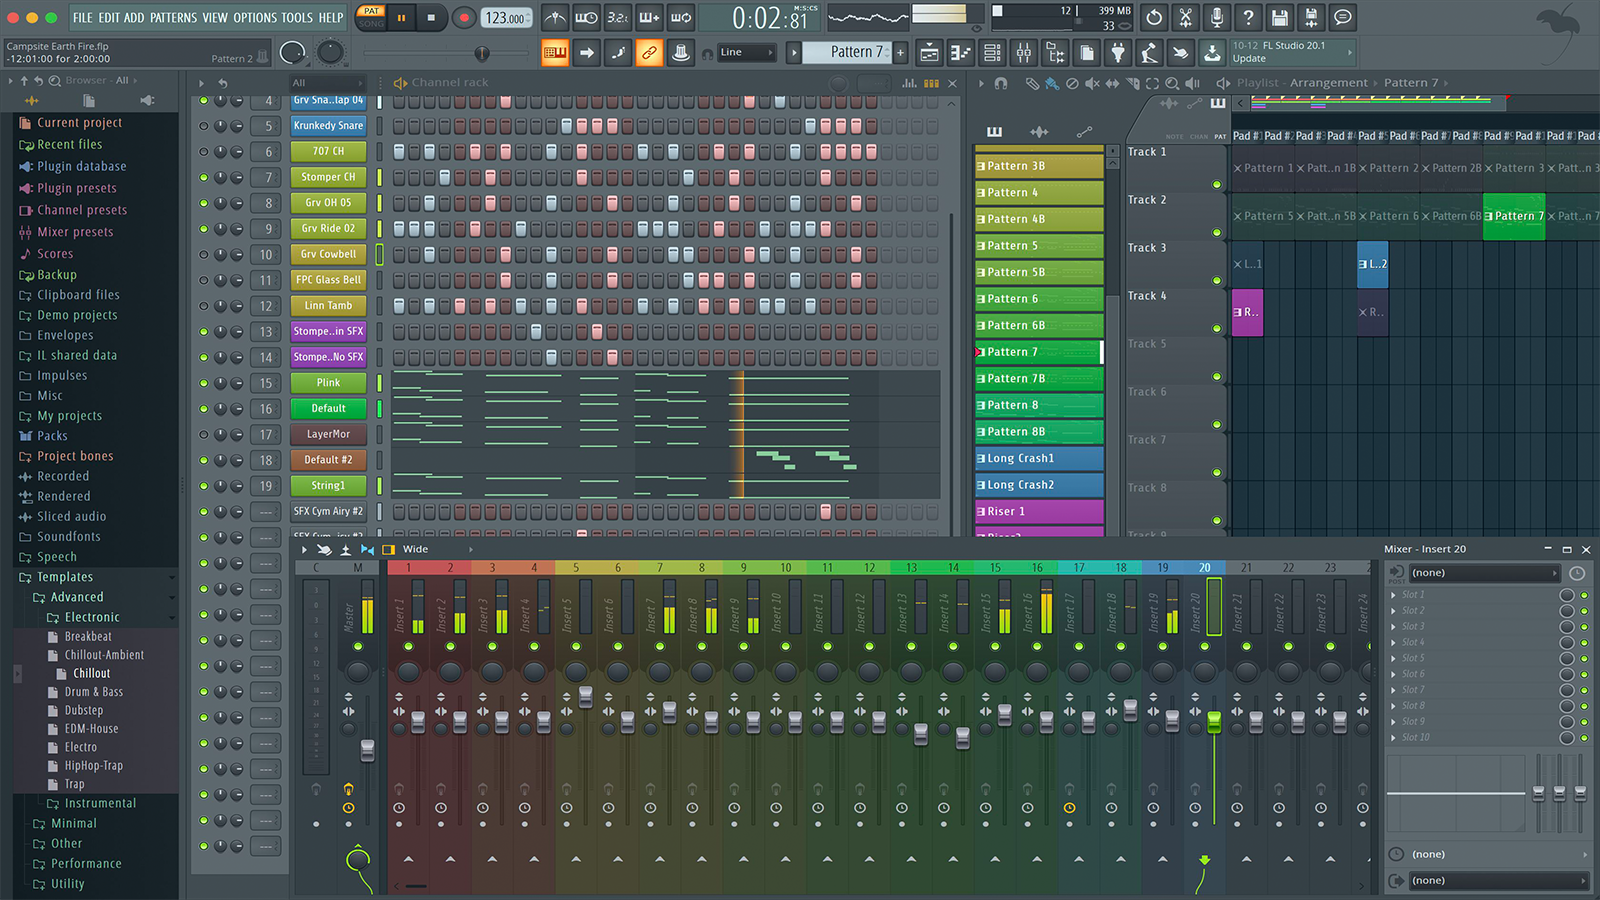 FILE EDIT ADD PATTERNS VIEW OPTIONS TOOLS HELP
PAT
SONG
123.000
3.2.
0:02:81
M:S:CS
12
399 MB
33
Campsite Earth Fire.flp
-12:01:00 for 2:00:00
Pattern 2
Line
Pattern 7
10-12 FL Studio 20.1
Update
Browser - All
Current project
Recent files
Plugin database
Plugin presets
Channel presets
Mixer presets
Scores
Backup
Clipboard files
Demo projects
Envelopes
IL shared data
Impulses
Misc
My projects
Packs
Project bones
Recorded
Rendered
Sliced audio
Soundfonts
Speech
Templates
Advanced
Electronic
Breakbeat
Chillout-Ambient
Chillout
Drum & Bass
Dubstep
EDM-House
Electro
HipHop-Trap
Trap
Instrumental
Minimal
Other
Performance
Utility
All
Channel rack
4 Grv Sna..lap 04
5 Krunkedy Snare
6 707 CH
7 Stomper CH
8 Grv OH 05
9 Grv Ride 02
10 Grv Cowbell
11 FPC Glass Bell
12 Linn Tamb
13 Stompe..in SFX
14 Stompe..No SFX
15 Plink
16 Default
17 LayerMor
18 Default #2
19 String1
SFX Cym Airy #2
Pattern 3B
Pattern 4
Pattern 4B
Pattern 5
Pattern 5B
Pattern 6
Pattern 6B
Pattern 7
Pattern 7B
Pattern 8
Pattern 8B
Long Crash1
Long Crash2
Riser 1
Playlist - Arrangement Pattern 7
NOTE CHAN PAT
Track 1
Pattern 1 Patt..n 1B Pattern 2 Pattern 2B Pattern 3
Track 2
Pattern 5 Patt..n 5B Pattern 6 Pattern 6B Pattern 7 Patt..n 7
Track 3
L..1 L..2
Track 4
R.. R..
Track 5
Track 6
Track 7
Track 8
Wide
C M 1 2 3 4 5 6 7 8 9 10 11 12 13 14 15 16 17 18 19 20 21 22 23
Master
Insert 1
Insert 2
Insert 3
Insert 4
Insert 5
Insert 6
Insert 7
Insert 8
Insert 9
Insert 10
Insert 11
Insert 12
Insert 13
Insert 14
Insert 15
Insert 16
Insert 17
Insert 18
Insert 19
Insert 20
Insert 21
Insert 22
Insert 23
Insert 24
Mixer - Insert 20
POST
(none)
Slot 1
Slot 2
Slot 3
Slot 4
Slot 5
Slot 6
Slot 7
Slot 8
Slot 9
Slot 10
(none)
(none)